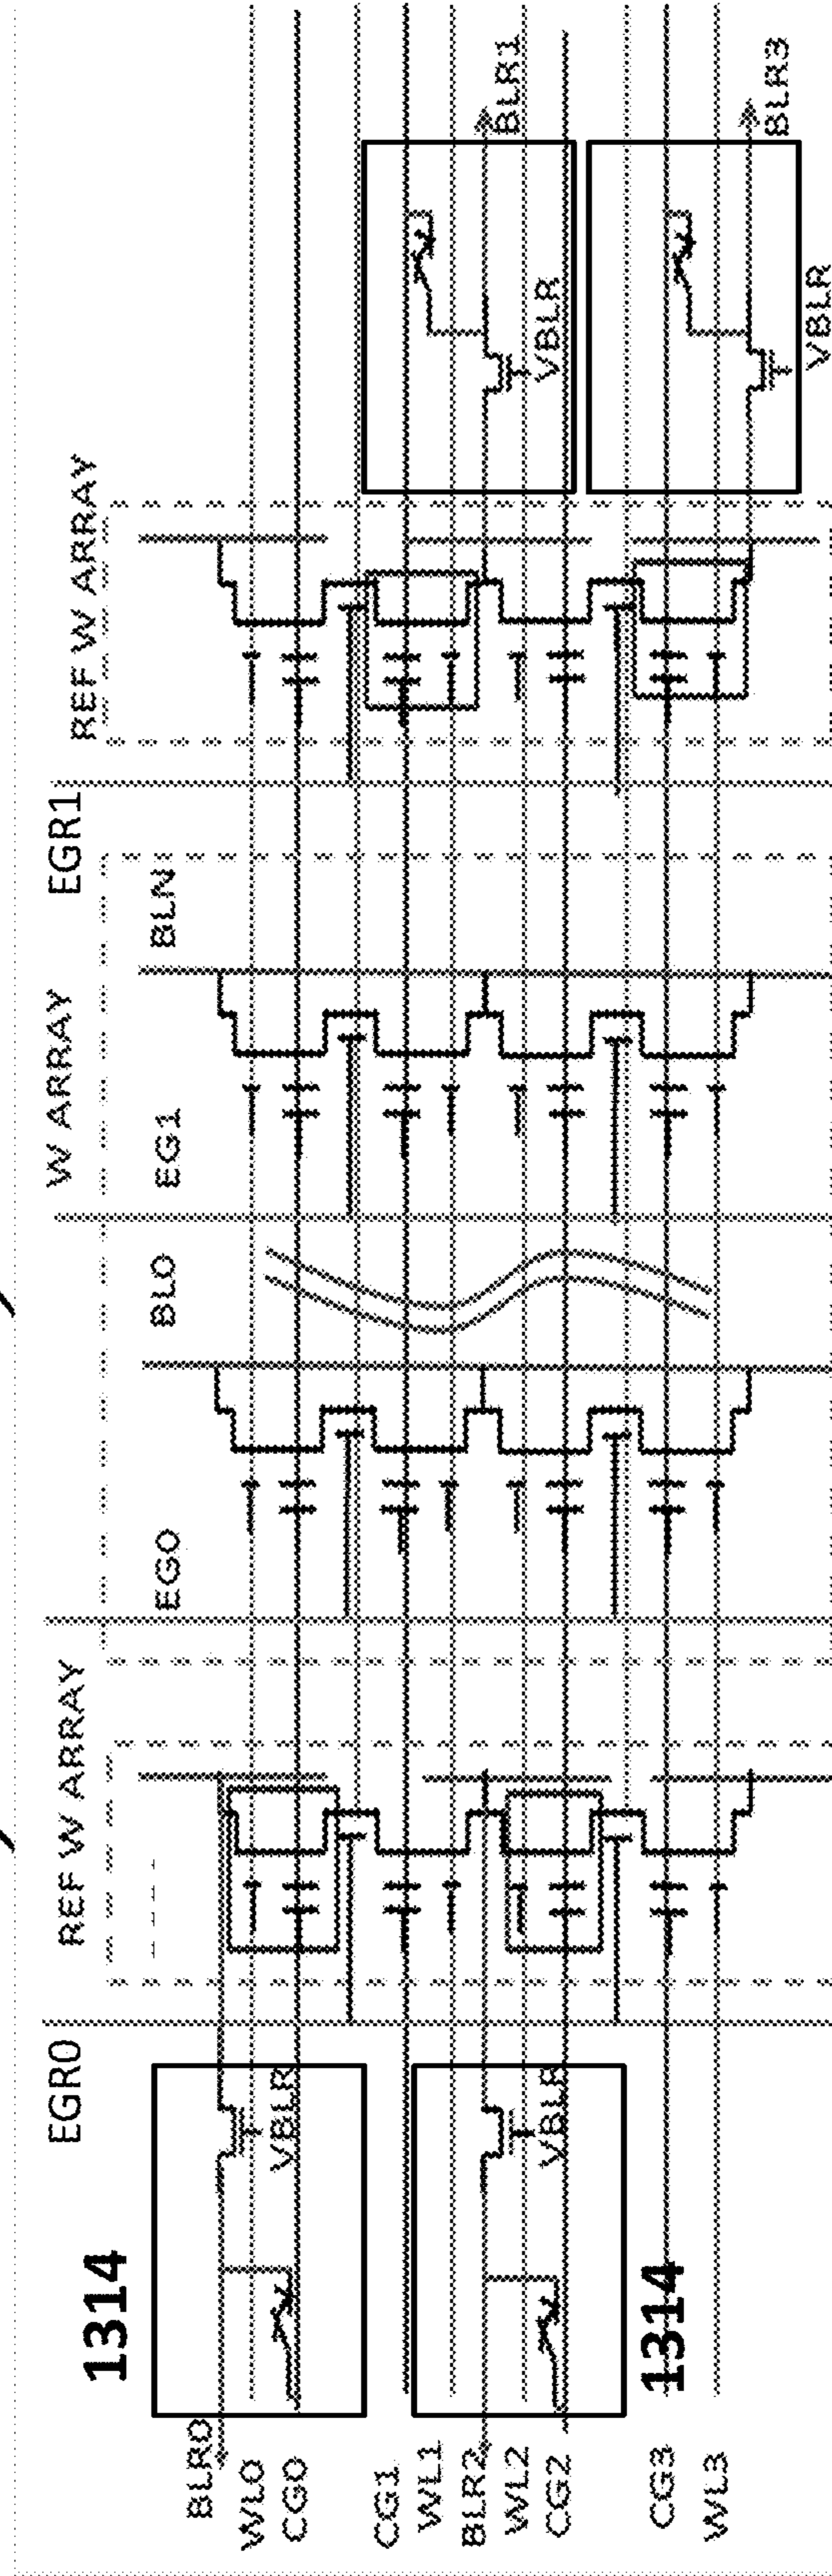 BLR1
BLR3
VBLR
VBLR
REF W ARRAY
EGR1
BLN
W ARRAY
EG1
BL0
EG0
REF W ARRAY
EGR0
VBLR
VBLR
1314
1314
BLR0
WL0
CG0
CG1
WL1
BLR2
WL2
CG2
CG3
WL3